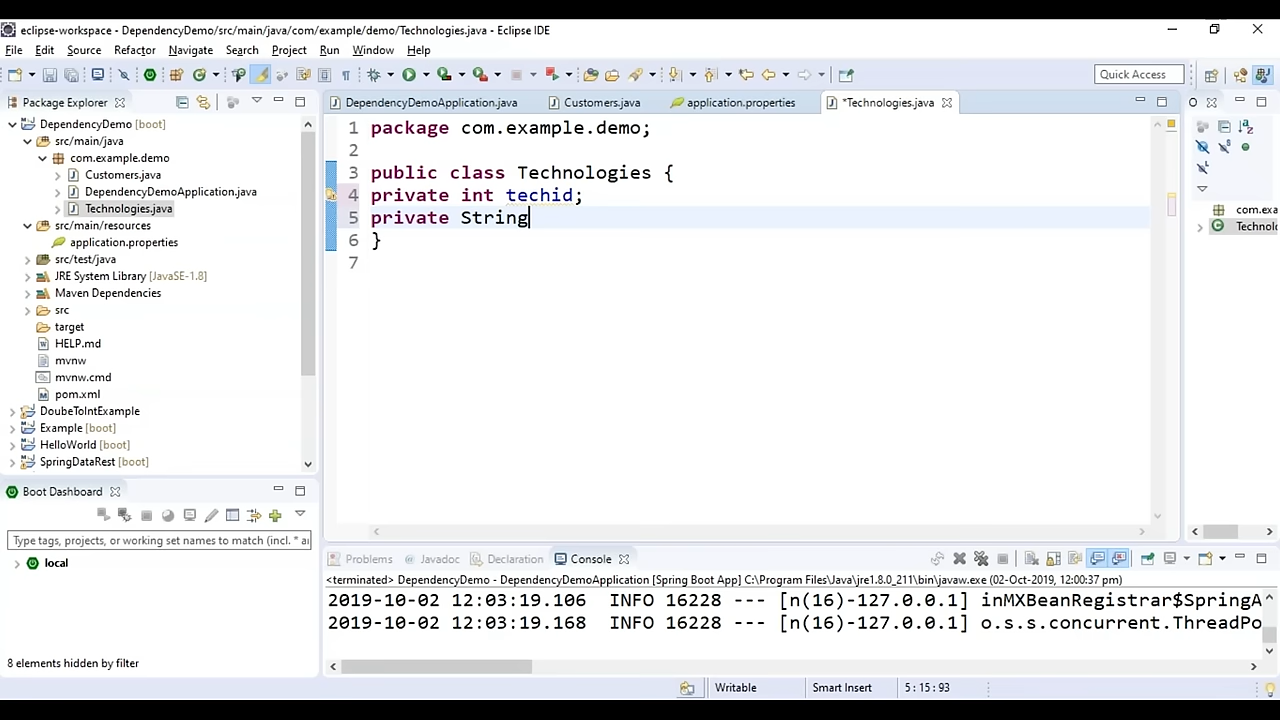 eclipse-workspace - DependencyDemo/src/main/java/com/example/demo/Technologies.java - Eclipse IDE
File Edit Source Refactor Navigate Search Project Run Window Help
Quick Access
Package Explorer
DependencyDemo [boot]
src/main/java
com.example.demo
Customers.java
DependencyDemoApplication.java
Technologies.java
src/main/resources
application.properties
src/test/java
JRE System Library [JavaSE-1.8]
Maven Dependencies
src
target
HELP.md
mvnw
mvnw.cmd
pom.xml
DoubeToIntExample
Example [boot]
HelloWorld [boot]
SpringDataRest [boot]
Boot Dashboard
Type tags, projects, or working set names to match (incl. * a
local
8 elements hidden by filter
DependencyDemoApplication.java Customers.java application.properties *Technologies.java
1 package com.example.demo;
2
3 public class Technologies {
4 private int techid;
5 private String
6 }
7
O
com.exa
Technolo
Problems Javadoc Declaration Console
<terminated> DependencyDemo - DependencyDemoApplication [Spring Boot App] C:\Program Files\Java\jre1.8.0_211\bin\javaw.exe (02-Oct-2019, 12:00:37 pm)
2019-10-02 12:03:19.106 INFO 16228 --- [n(16)-127.0.0.1] inMXBeanRegistrar$SpringA
2019-10-02 12:03:19.168 INFO 16228 --- [n(16)-127.0.0.1] o.s.s.concurrent.ThreadPo
Writable Smart Insert 5 : 15 : 93